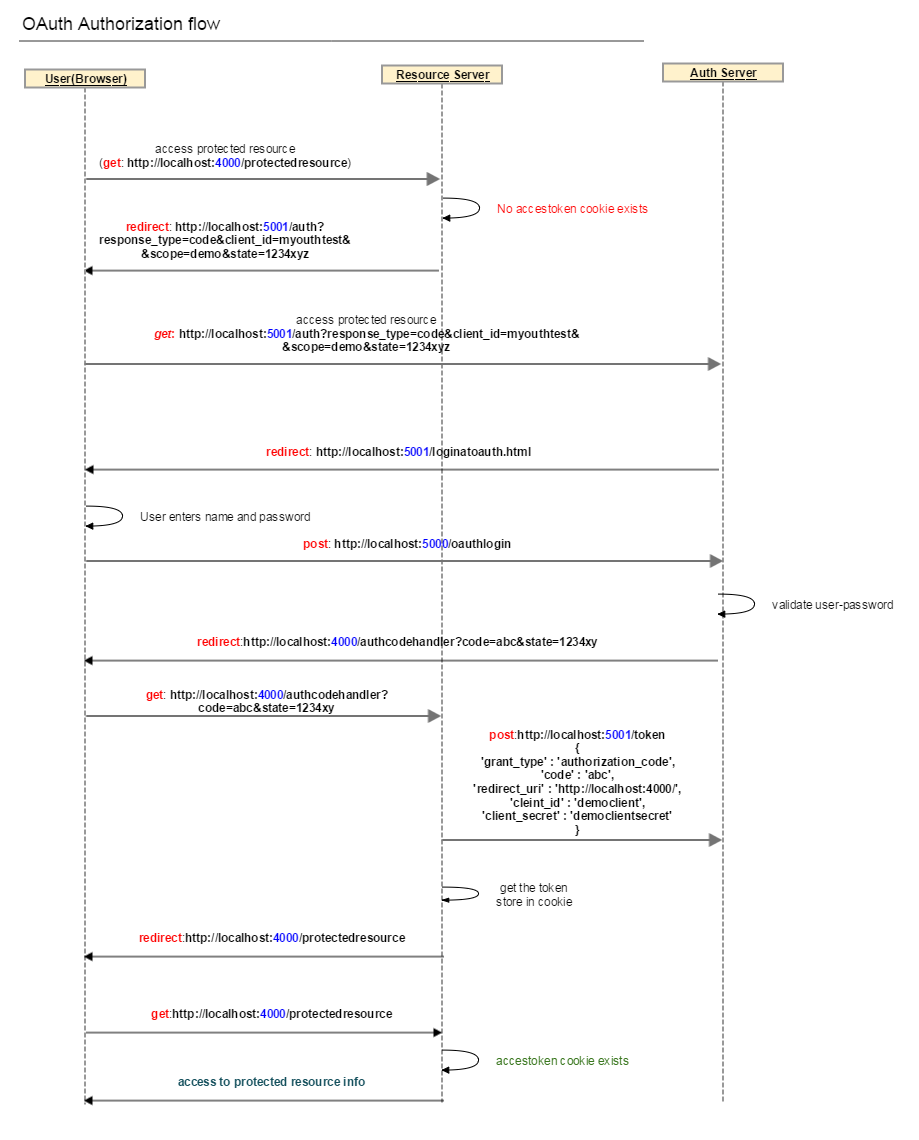 OAuth Authorization flow
User(Browser)
Resource Server
Auth Server
access protected resource
(get: http://localhost:4000/protectedresource)
No accestoken cookie exists
redirect: http://localhost:5001/auth?
response_type=code&client_id=myouthtest&
&scope=demo&state=1234xyz
access protected resource
get: http://localhost:5001/auth?response_type=code&client_id=myouthtest&
&scope=demo&state=1234xyz
redirect: http://localhost:5001/loginatoauth.html
User enters name and password
post: http://localhost:5000/oauthlogin
validate user-password
redirect:http://localhost:4000/authcodehandler?code=abc&state=1234xy
get: http://localhost:4000/authcodehandler?
code=abc&state=1234xy
post:http://localhost:5001/token
{
'grant_type' : 'authorization_code',
'code' : 'abc',
'redirect_uri' : 'http://localhost:4000/',
'cleint_id' : 'democlient',
'client_secret' : 'democlientsecret'
}
get the token
store in cookie
redirect:http://localhost:4000/protectedresource
get:http://localhost:4000/protectedresource
accestoken cookie exists
access to protected resource info